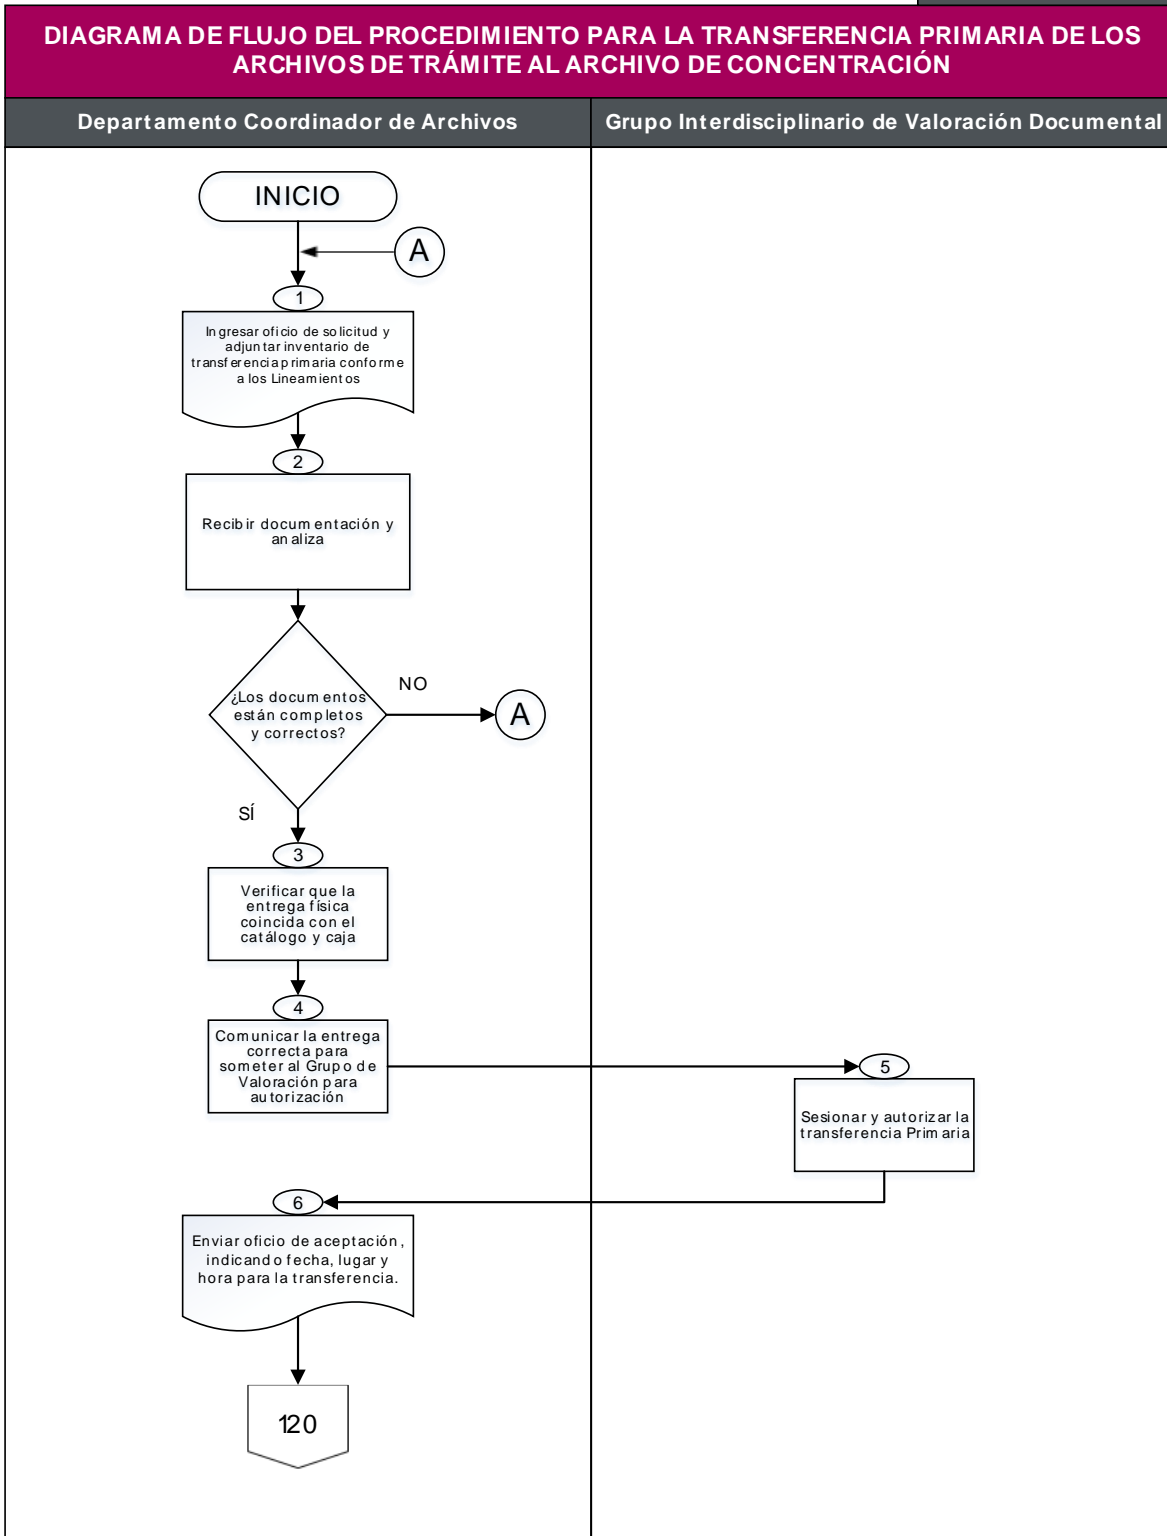 DIAGRAMA DE FLUJO DEL PROCEDIMIENTO PARA LA TRANSFERENCIA PRIMARIA DE LOS
ARCHIVOS DE TRÁMITE AL ARCHIVO DE CONCENTRACIÓN
Departamento Coordinador de Archivos
Grupo Interdisciplinario de Valoración Documental
INICIO
A
1
Ingresar oficio de solicitud y
adjuntar inventario de
transferencia primaria conforme
a los Lineamientos
2
Recibir documentación y
analiza
¿Los documentos
están completos
y correctos?
NO
A
SÍ
3
Verificar que la
entrega física
coincida con el
catálogo y caja
4
Comunicar la entrega
correcta para
someter al Grupo de
Valoración para
autorización
5
Sesionar y autorizar la
transferencia Primaria
6
Enviar oficio de aceptación,
indicando fecha, lugar y
hora para la transferencia.
120